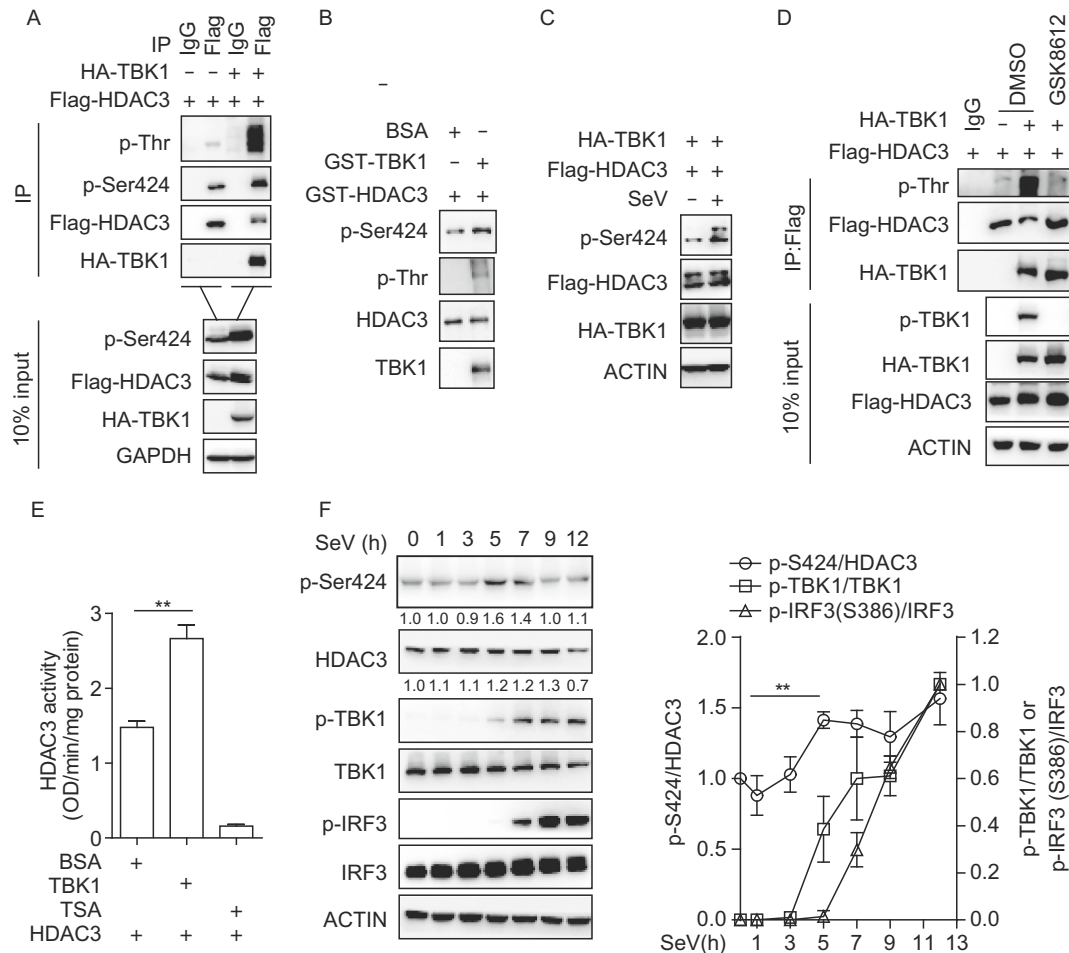 A
IP IgG Flag IgG Flag
HA-TBK1 – – + +
Flag-HDAC3 + + + +
IP
p-Thr
p-Ser424
Flag-HDAC3
HA-TBK1
10% input
p-Ser424
Flag-HDAC3
HA-TBK1
GAPDH
B
–
BSA + –
GST-TBK1 – +
GST-HDAC3 + +
p-Ser424
p-Thr
HDAC3
TBK1
C
HA-TBK1 + +
Flag-HDAC3 + +
SeV – +
p-Ser424
Flag-HDAC3
HA-TBK1
ACTIN
D
IgG DMSO GSK8612
HA-TBK1 – + +
Flag-HDAC3 + + + +
IP:Flag
p-Thr
Flag-HDAC3
HA-TBK1
10% input
p-TBK1
HA-TBK1
Flag-HDAC3
ACTIN
E
HDAC3 activity
(OD/min/mg protein)
3
2
1
0
**
BSA +
TBK1 +
TSA +
HDAC3 + + +
F
SeV (h) 0 1 3 5 7 9 12
p-Ser424
1.0 1.0 0.9 1.6 1.4 1.0 1.1
HDAC3
1.0 1.1 1.1 1.2 1.2 1.3 0.7
p-TBK1
TBK1
p-IRF3
IRF3
ACTIN
p-S424/HDAC3
p-TBK1/TBK1
p-IRF3(S386)/IRF3
p-S424/HDAC3
2.0
1.5
1.0
0.5
0.0
**
1.2
1.0
0.8
0.6
0.4
0.2
0.0
p-TBK1/TBK1 or
p-IRF3 (S386)/IRF3
SeV(h) 1 3 5 7 9 11 13